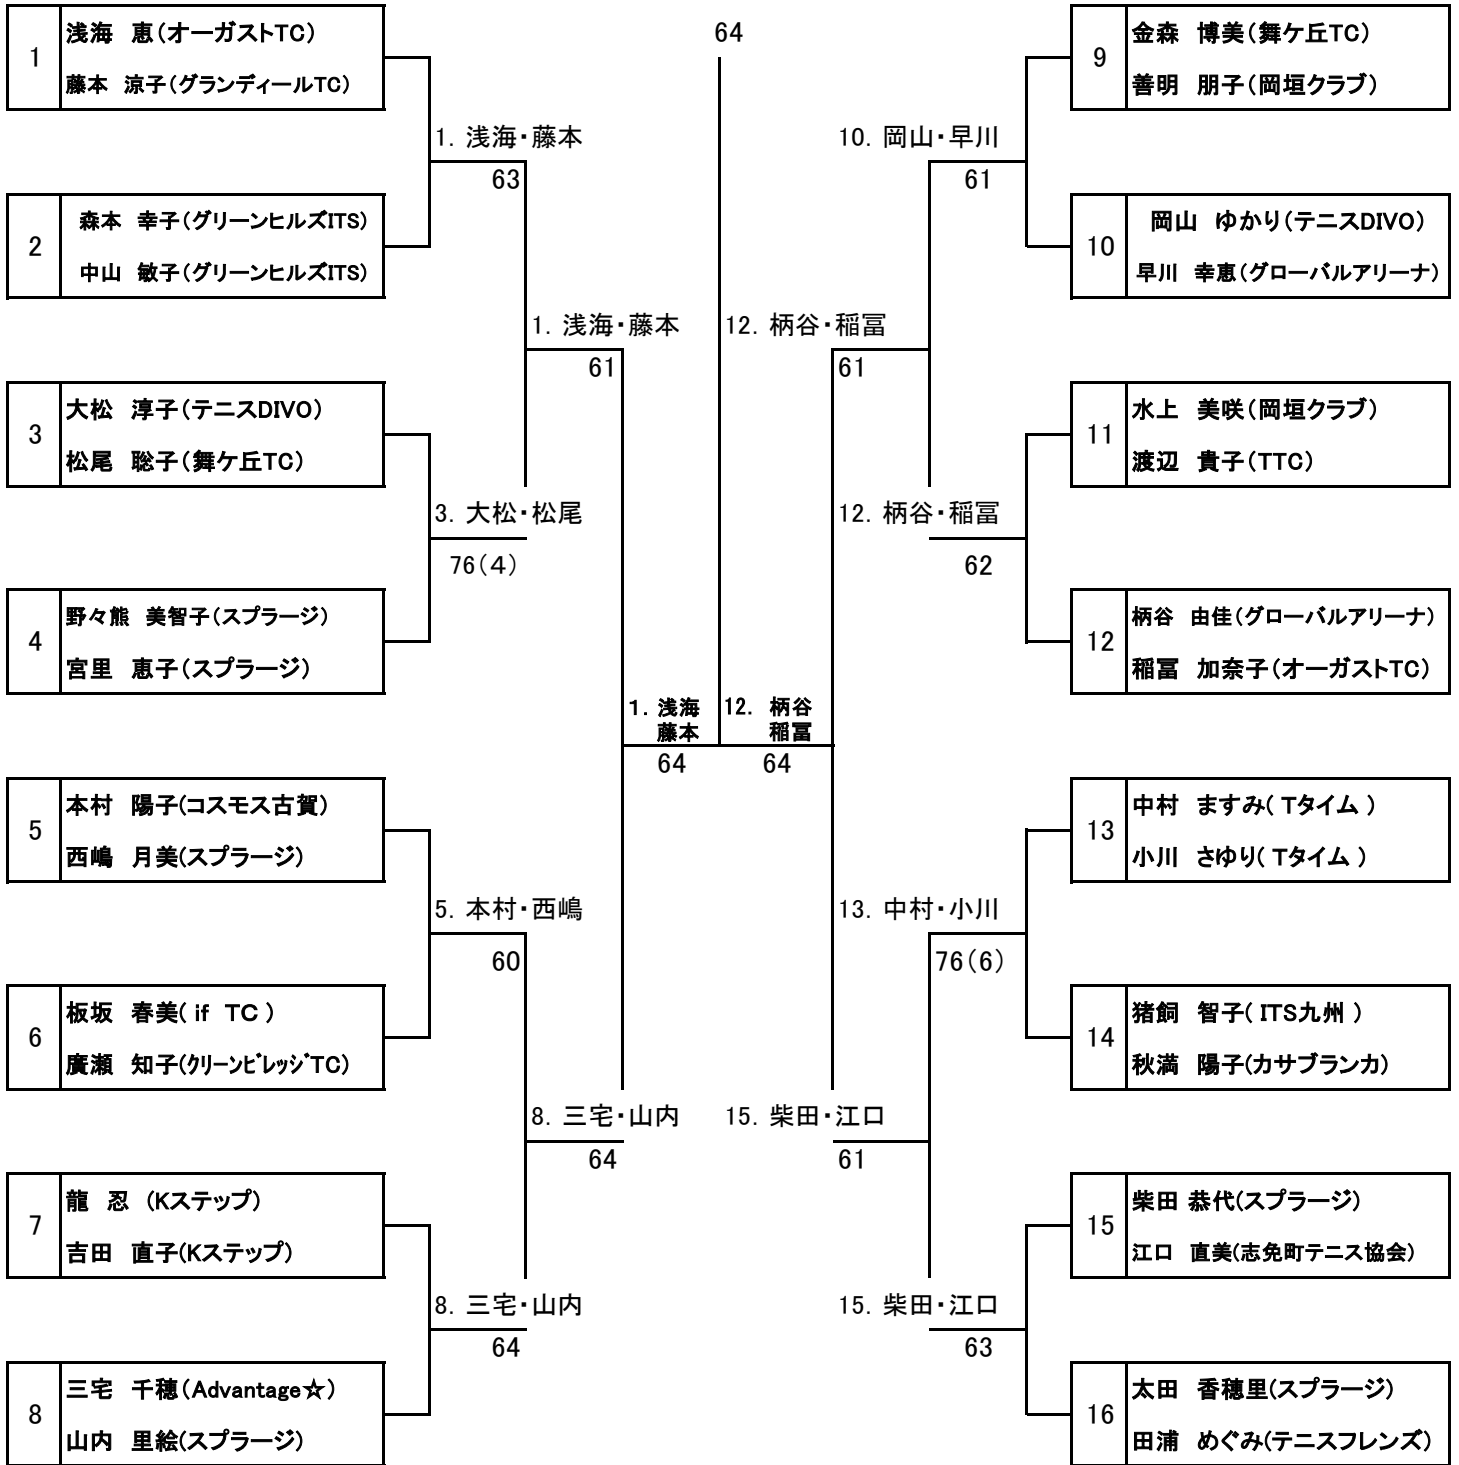 1
浅海 恵(オーガストTC)
藤本 涼子(グランディールTC)
2
森本 幸子(グリーンヒルズITS)
中山 敏子(グリーンヒルズITS)
3
大松 淳子(テニスDIVO)
松尾 聡子(舞ケ丘TC)
4
野々熊 美智子(スプラージ)
宮里 恵子(スプラージ)
5
本村 陽子(コスモス古賀)
西嶋 月美(スプラージ)
6
板坂 春美( if TC )
廣瀬 知子(クリーンビレッジTC)
7
龍 忍 (Kステップ)
吉田 直子(Kステップ)
8
三宅 千穂(Advantage☆)
山内 里絵(スプラージ)
1. 浅海・藤本
63
3. 大松・松尾
76(4)
5. 本村・西嶋
60
8. 三宅・山内
64
1. 浅海・藤本
61
8. 三宅・山内
64
1. 浅海
藤本
64
64
12. 柄谷
稲冨
64
12. 柄谷・稲冨
61
15. 柴田・江口
61
10. 岡山・早川
61
12. 柄谷・稲冨
62
13. 中村・小川
76(6)
15. 柴田・江口
63
9
金森 博美(舞ケ丘TC)
善明 朋子(岡垣クラブ)
10
岡山 ゆかり(テニスDIVO)
早川 幸恵(グローバルアリーナ)
11
水上 美咲(岡垣クラブ)
渡辺 貴子(TTC)
12
柄谷 由佳(グローバルアリーナ)
稲冨 加奈子(オーガストTC)
13
中村 ますみ( Tタイム )
小川 さゆり( Tタイム )
14
猪飼 智子( ITS九州 )
秋満 陽子(カサブランカ)
15
柴田 恭代(スプラージ)
江口 直美(志免町テニス協会)
16
太田 香穂里(スプラージ)
田浦 めぐみ(テニスフレンズ)